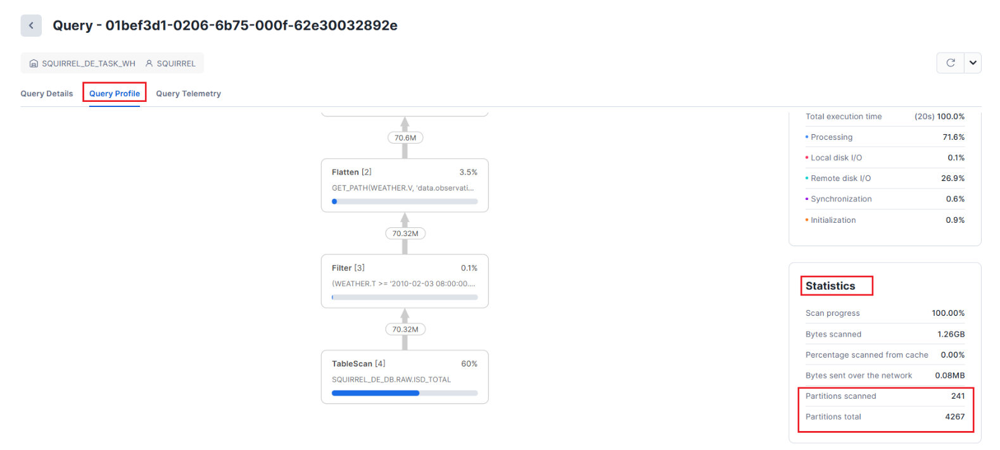 Query - 01bef3d1-0206-6b75-000f-62e30032892e
SQUIRREL_DE_TASK_WH SQUIRREL
Query Details Query Profile Query Telemetry
70.6M
Flatten [2] 3.5%
GET_PATH(WEATHER.V, 'data.observati...
70.32M
Filter [3] 0.1%
(WEATHER.T >= '2010-02-03 08:00:00....
70.32M
TableScan [4] 60%
SQUIRREL_DE_DB.RAW.ISD_TOTAL
Total execution time (20s) 100.0%
Processing 71.6%
Local disk I/O 0.1%
Remote disk I/O 26.9%
Synchronization 0.6%
Initialization 0.9%
Statistics
Scan progress 100.00%
Bytes scanned 1.26GB
Percentage scanned from cache 0.00%
Bytes sent over the network 0.08MB
Partitions scanned 241
Partitions total 4267